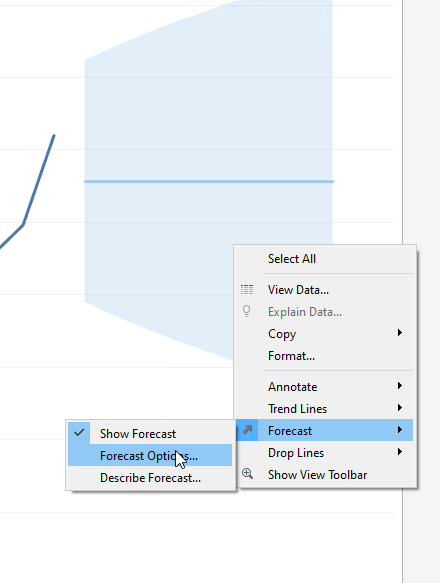 Select All
View Data...
Explain Data...
Copy
Format...
Annotate
Trend Lines
Forecast
Drop Lines
Show View Toolbar
Show Forecast
Forecast Options...
Describe Forecast...